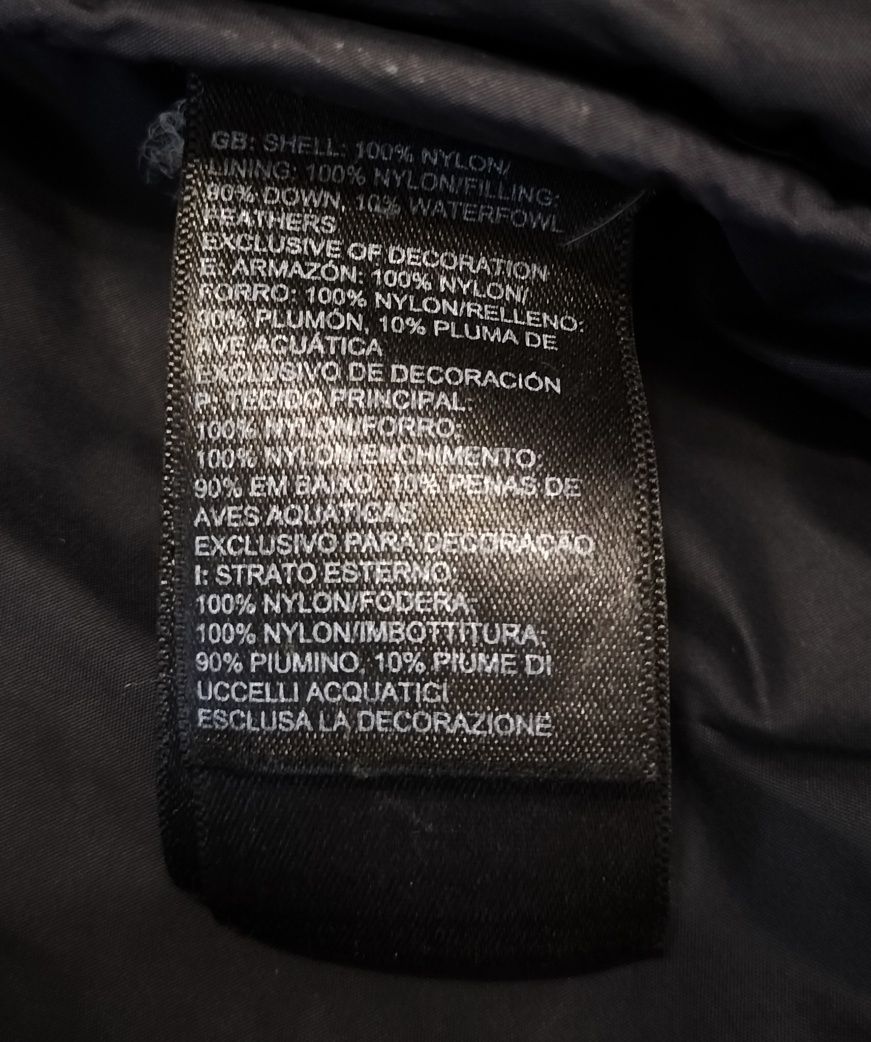 GB: SHELL: 100% NYLON/
LINING: 100% NYLON/FILLING:
90% DOWN, 10% WATERFOWL
FEATHERS
EXCLUSIVE OF DECORATION
E: ARMAZÓN: 100% NYLON/
FORRO: 100% NYLON/RELLENO:
90% PLUMÓN, 10% PLUMA DE
AVE ACUÁTICA
EXCLUSIVO DE DECORACIÓN
P: TECIDO PRINCIPAL:
100% NYLON/FORRO:
100% NYLON/ENCHIMENTO:
90% EM BAIXO, 10% PENAS DE
AVES AQUÁTICAS
EXCLUSIVO PARA DECORAÇÃO
I: STRATO ESTERNO:
100% NYLON/FODERA:
100% NYLON/IMBOTTITURA:
90% PIUMINO, 10% PIUME DI
UCCELLI ACQUATICI
ESCLUSA LA DECORAZIONE